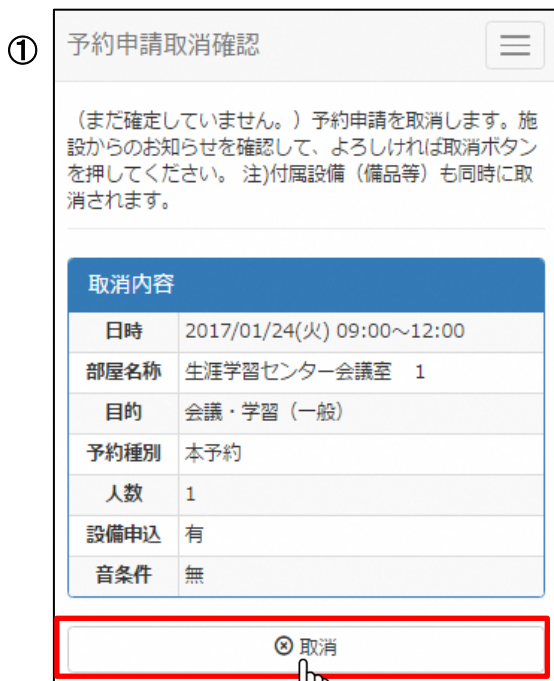 ①
予約申請取消確認
（まだ確定していません。）予約申請を取消します。施
設からのお知らせを確認して、よろしければ取消ボタン
を押してください。 注)付属設備（備品等）も同時に取
消されます。
取消内容
日時 2017/01/24(火) 09:00～12:00
部屋名称 生涯学習センター会議室　1
目的 会議・学習（一般）
予約種別 本予約
人数 1
設備申込 有
音条件 無
取消